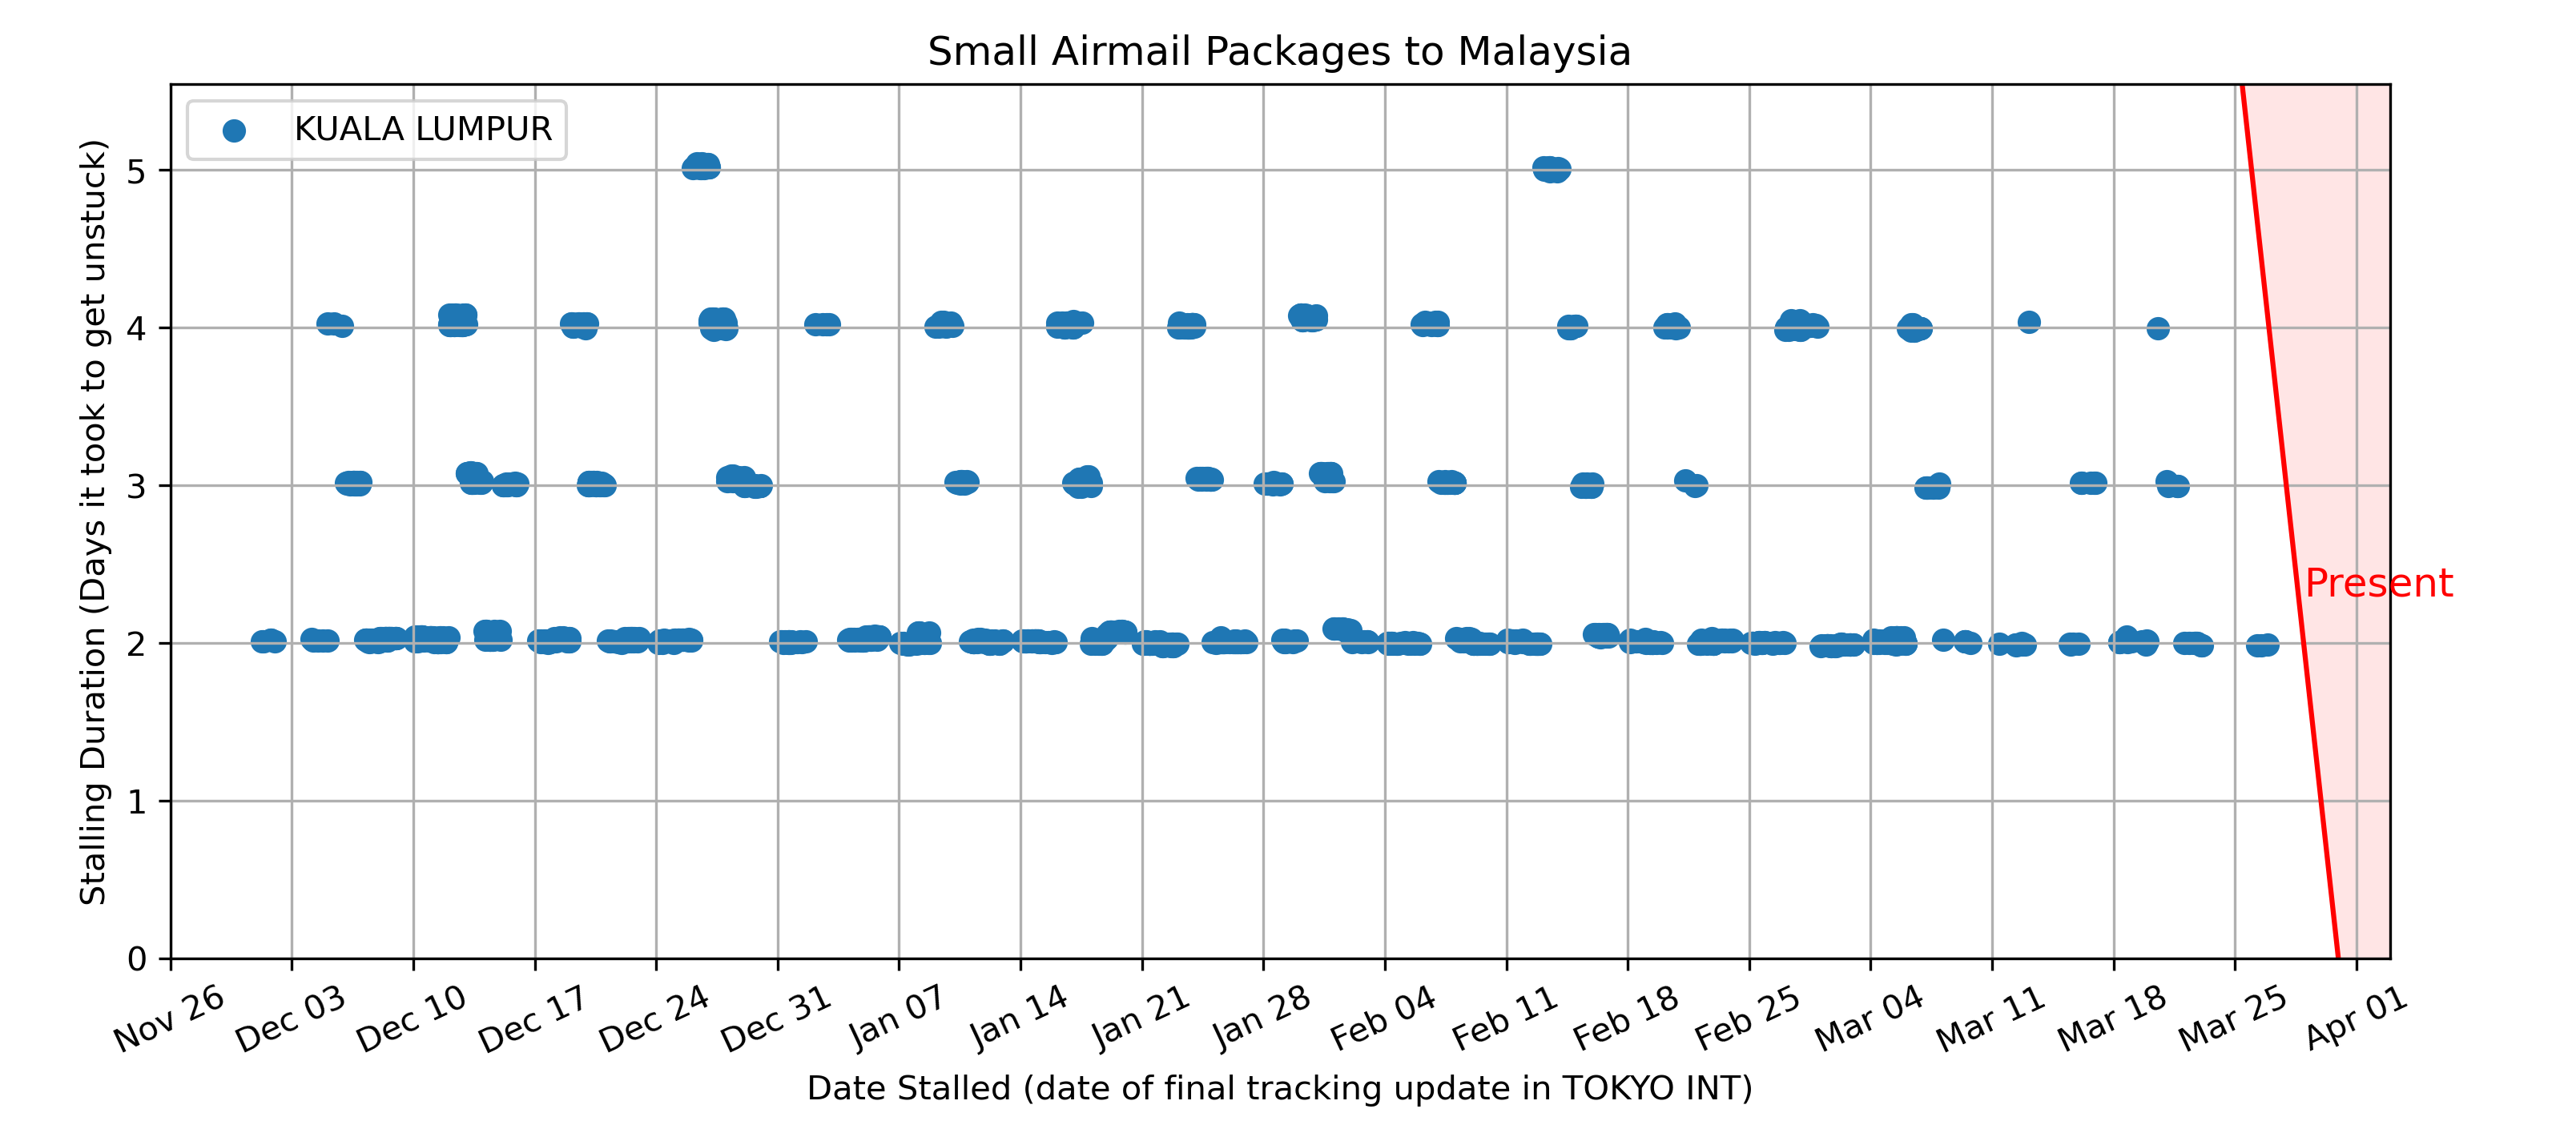 Small Airmail Packages to Malaysia
KUALA LUMPUR
Stalling Duration (Days it took to get unstuck)
5
4
3
2
1
0
Present
Nov 26
Dec 03
Dec 10
Dec 17
Dec 24
Dec 31
Jan 07
Jan 14
Jan 21
Jan 28
Feb 04
Feb 11
Feb 18
Feb 25
Mar 04
Mar 11
Mar 18
Mar 25
Apr 01
Date Stalled (date of final tracking update in TOKYO INT)